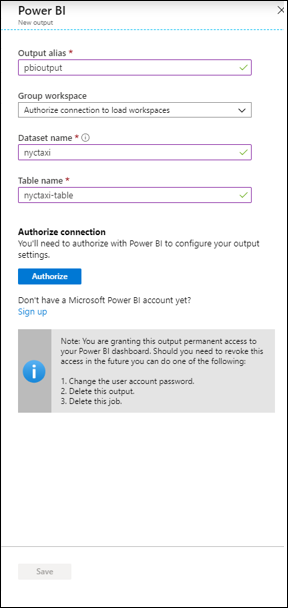 Power BI
New output
Output alias *
pbioutput
Group workspace
Authorize connection to load workspaces
Dataset name *
nyctaxi
Table name *
nyctaxi-table
Authorize connection
You'll need to authorize with Power BI to configure your output
settings.
Authorize
Don't have a Microsoft Power BI account yet?
Sign up
Note: You are granting this output permanent access to
your Power BI dashboard. Should you need to revoke this
access in the future you can do one of the following:
1. Change the user account password.
2. Delete this output.
3. Delete this job.
Save